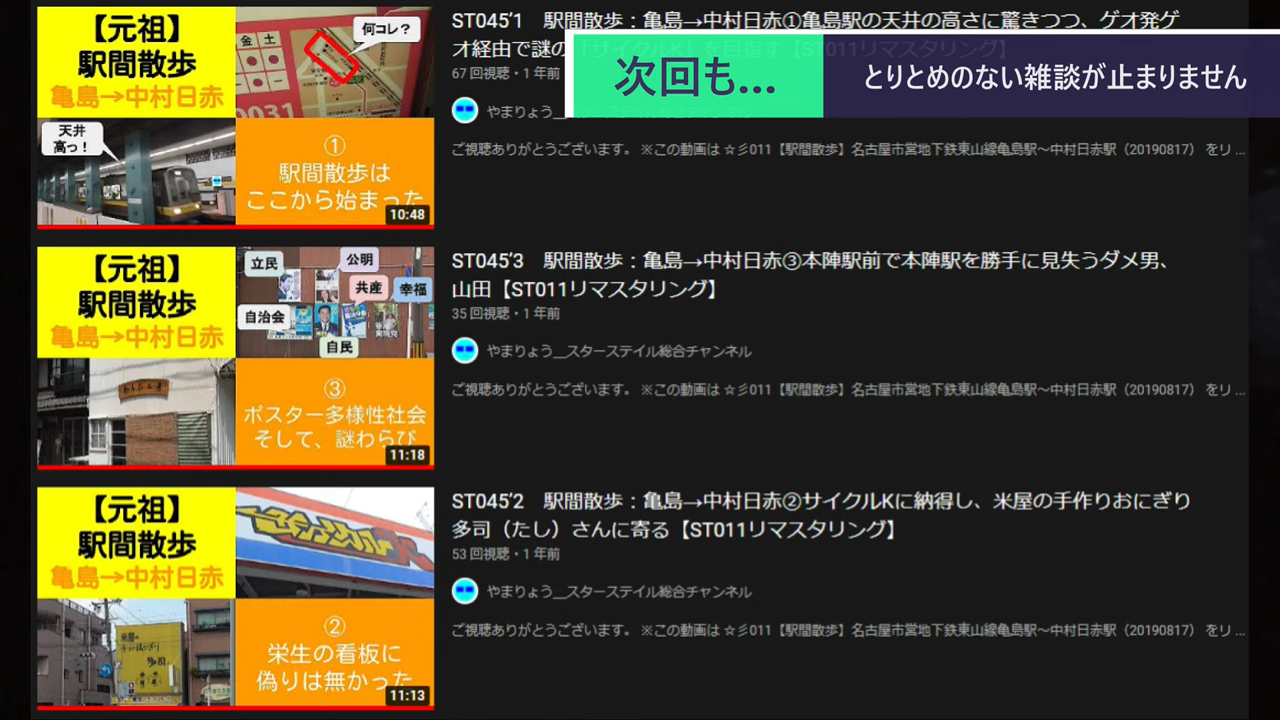 【元祖】
駅間散歩
亀島→中村日赤
何コレ？
金 土
0031
天井
高っ！
①
駅間散歩は
ここから始まった
10:48
ST045’1　駅間散歩：亀島→中村日赤①亀島駅の天井の高さに驚きつつ、ゲオ発ゲ
オ経由で謎の「サイクルK」を目指す【ST011リマスタリング】
67 回視聴・1 年前
次回も…
とりとめのない雑談が止まりません
やまりょう＿
ご視聴ありがとうございます。 ※この動画は ☆彡011【駅間散歩】名古屋市営地下鉄東山線亀島駅～中村日赤駅（20190817） をリ ...
【元祖】
駅間散歩
亀島→中村日赤
立民
公明
共産
幸福
自治会
自民
③
ポスター多様性社会
そして、謎わらび
11:18
ST045’3　駅間散歩：亀島→中村日赤③本陣駅前で本陣駅を勝手に見失うダメ男、
山田【ST011リマスタリング】
35 回視聴・1 年前
やまりょう＿スターステイル総合チャンネル
ご視聴ありがとうございます。 ※この動画は ☆彡011【駅間散歩】名古屋市営地下鉄東山線亀島駅～中村日赤駅（20190817） をリ ...
【元祖】
駅間散歩
亀島→中村日赤
サイクルK
②
栄生の看板に
偽りは無かった
11:13
ST045’2　駅間散歩：亀島→中村日赤②サイクルKに納得し、米屋の手作りおにぎり
多司（たし）さんに寄る【ST011リマスタリング】
53 回視聴・1 年前
やまりょう＿スターステイル総合チャンネル
ご視聴ありがとうございます。 ※この動画は ☆彡011【駅間散歩】名古屋市営地下鉄東山線亀島駅～中村日赤駅（20190817） をリ ...